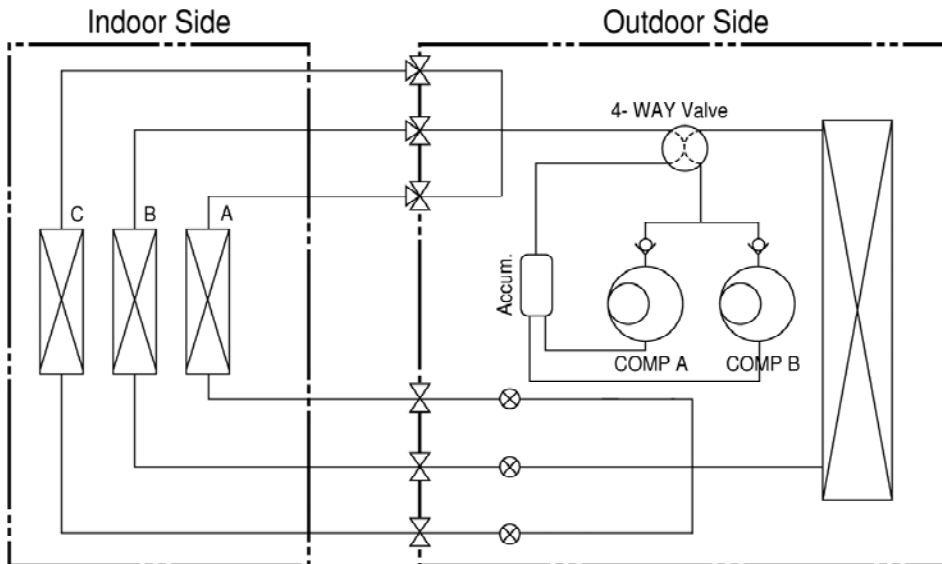 Indoor Side
Outdoor Side
4- WAY Valve
C
B
A
Accum.
COMP A
COMP B